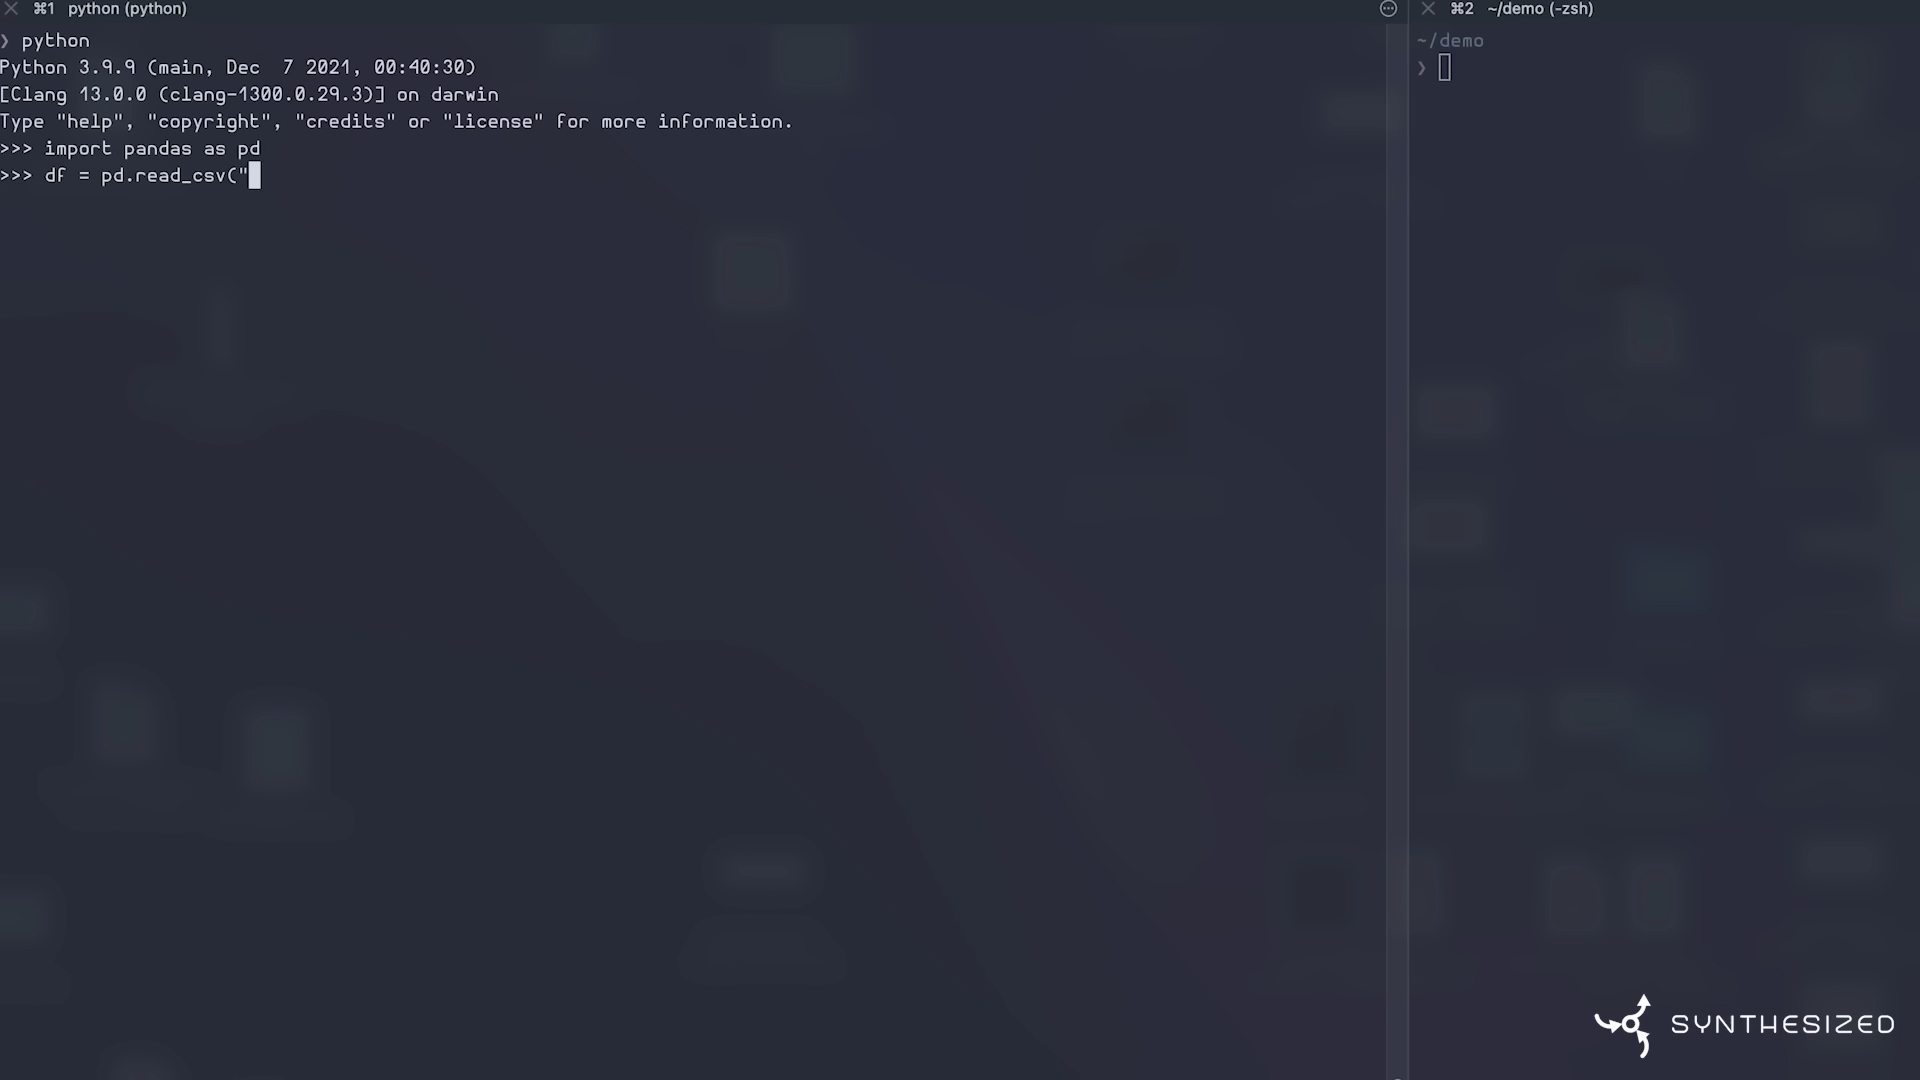 ⌘1 python (python)
❯ python
Python 3.9.9 (main, Dec  7 2021, 00:40:30)
[Clang 13.0.0 (clang-1300.0.29.3)] on darwin
Type "help", "copyright", "credits" or "license" for more information.
>>> import pandas as pd
>>> df = pd.read_csv("
⌘2 ~/demo (-zsh)
~/demo
❯
SYNTHESIZED